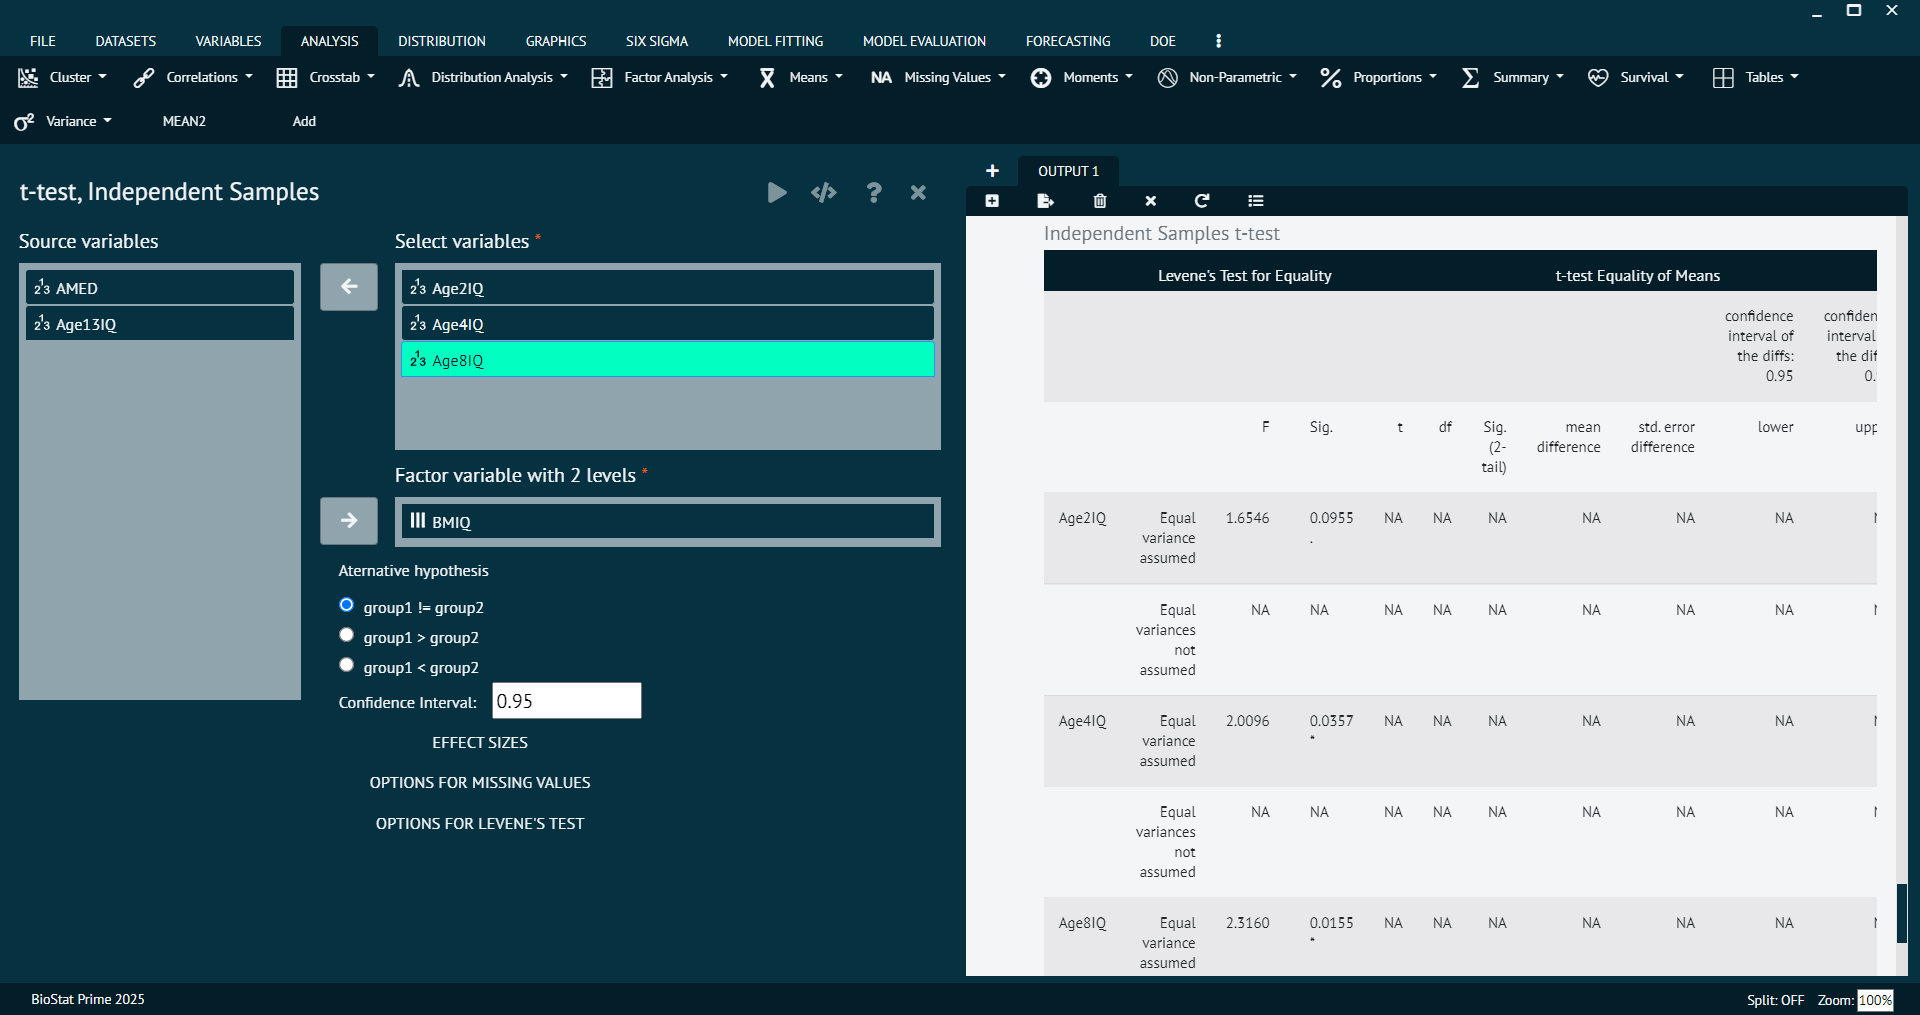 FILE DATASETS VARIABLES ANALYSIS DISTRIBUTION GRAPHICS SIX SIGMA MODEL FITTING MODEL EVALUATION FORECASTING DOE
Cluster Correlations Crosstab Distribution Analysis Factor Analysis Means NA Missing Values Moments Non-Parametric Proportions Summary Survival Tables
σ² Variance MEAN2 Add
t-test, Independent Samples
Source variables
AMED
Age13IQ
Select variables *
Age2IQ
Age4IQ
Age8IQ
Factor variable with 2 levels *
BMIQ
Aternative hypothesis
group1 != group2
group1 > group2
group1 < group2
Confidence Interval: 0.95
EFFECT SIZES
OPTIONS FOR MISSING VALUES
OPTIONS FOR LEVENE'S TEST
OUTPUT 1
Independent Samples t-test
Levene's Test for Equality t-test Equality of Means
confidence confiden
interval of interval
the diffs: the dif
0.95 0.
F Sig. t df Sig. mean std. error lower upp
(2- difference difference
tail)
Age2IQ Equal 1.6546 0.0955 NA NA NA NA NA NA
variance .
assumed
Equal NA NA NA NA NA NA NA NA
variances
not
assumed
Age4IQ Equal 2.0096 0.0357 NA NA NA NA NA NA
variance *
assumed
Equal NA NA NA NA NA NA NA NA
variances
not
assumed
Age8IQ Equal 2.3160 0.0155 NA NA NA NA NA NA
variance *
assumed
BioStat Prime 2025 Split: OFF Zoom: 100%